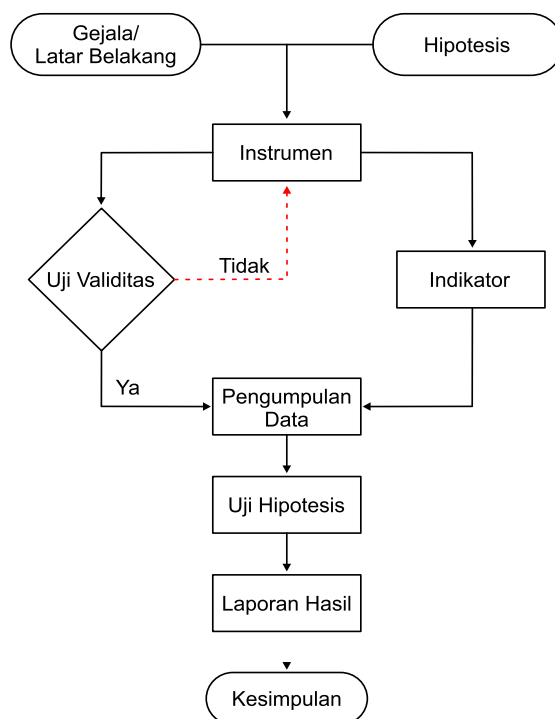 Gejala/
Latar Belakang
Hipotesis
Instrumen
Uji Validitas
Tidak
Indikator
Ya
Pengumpulan
Data
Uji Hipotesis
Laporan Hasil
Kesimpulan